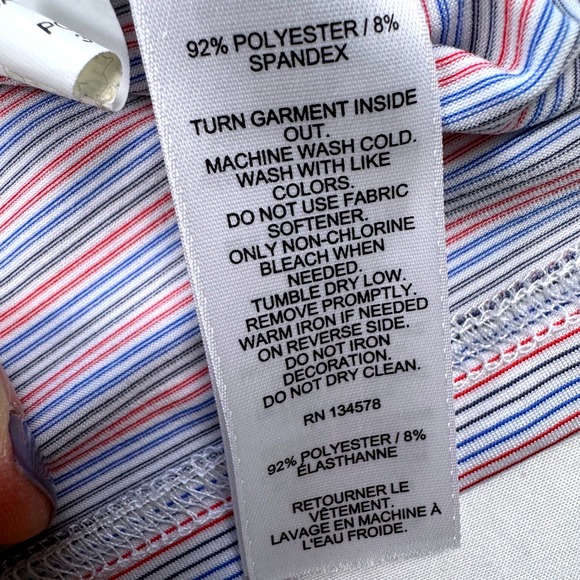 92% POLYESTER / 8%
SPANDEX
TURN GARMENT INSIDE
OUT.
MACHINE WASH COLD.
WASH WITH LIKE
COLORS.
DO NOT USE FABRIC
SOFTENER.
ONLY NON-CHLORINE
BLEACH WHEN
NEEDED.
TUMBLE DRY LOW.
REMOVE PROMPTLY.
WARM IRON IF NEEDED
ON REVERSE SIDE.
DO NOT IRON
DECORATION.
DO NOT DRY CLEAN.
RN 134578
92% POLYESTER / 8%
ÉLASTHANNE
RETOURNER LE
VÊTEMENT.
LAVAGE EN MACHINE À
L'EAU FROIDE.